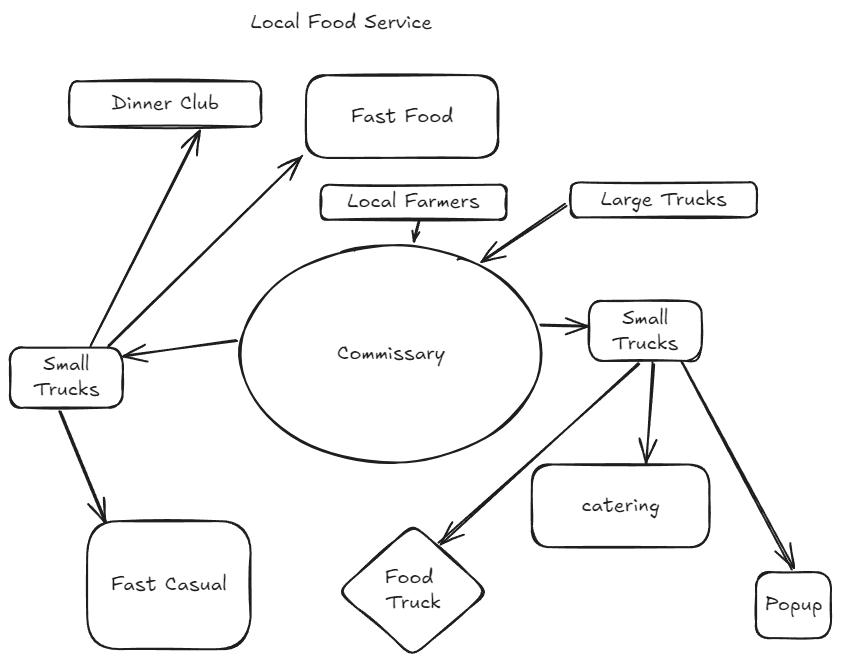 Local Food Service
Dinner Club
Fast Food
Local Farmers
Large Trucks
Small
Trucks
Commissary
Small
Trucks
catering
Fast Casual
Food
Truck
Popup